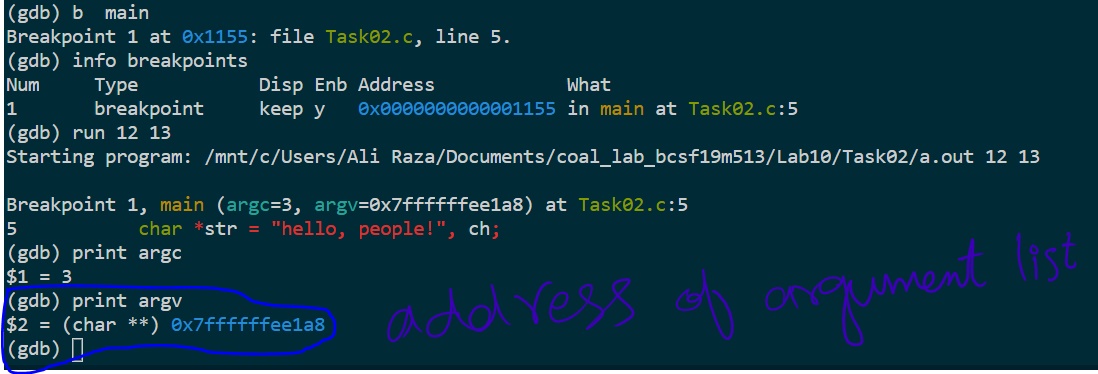 (gdb) b  main
Breakpoint 1 at 0x1155: file Task02.c, line 5.
(gdb) info breakpoints
Num     Type           Disp Enb Address            What
1       breakpoint     keep y   0x0000000000001155 in main at Task02.c:5
(gdb) run 12 13
Starting program: /mnt/c/Users/Ali Raza/Documents/coal_lab_bcsf19m513/Lab10/Task02/a.out 12 13
Breakpoint 1, main (argc=3, argv=0x7ffffffee1a8) at Task02.c:5
5           char *str = "hello, people!", ch;
(gdb) print argc
$1 = 3
(gdb) print argv
$2 = (char **) 0x7ffffffee1a8
(gdb)
address of argument list